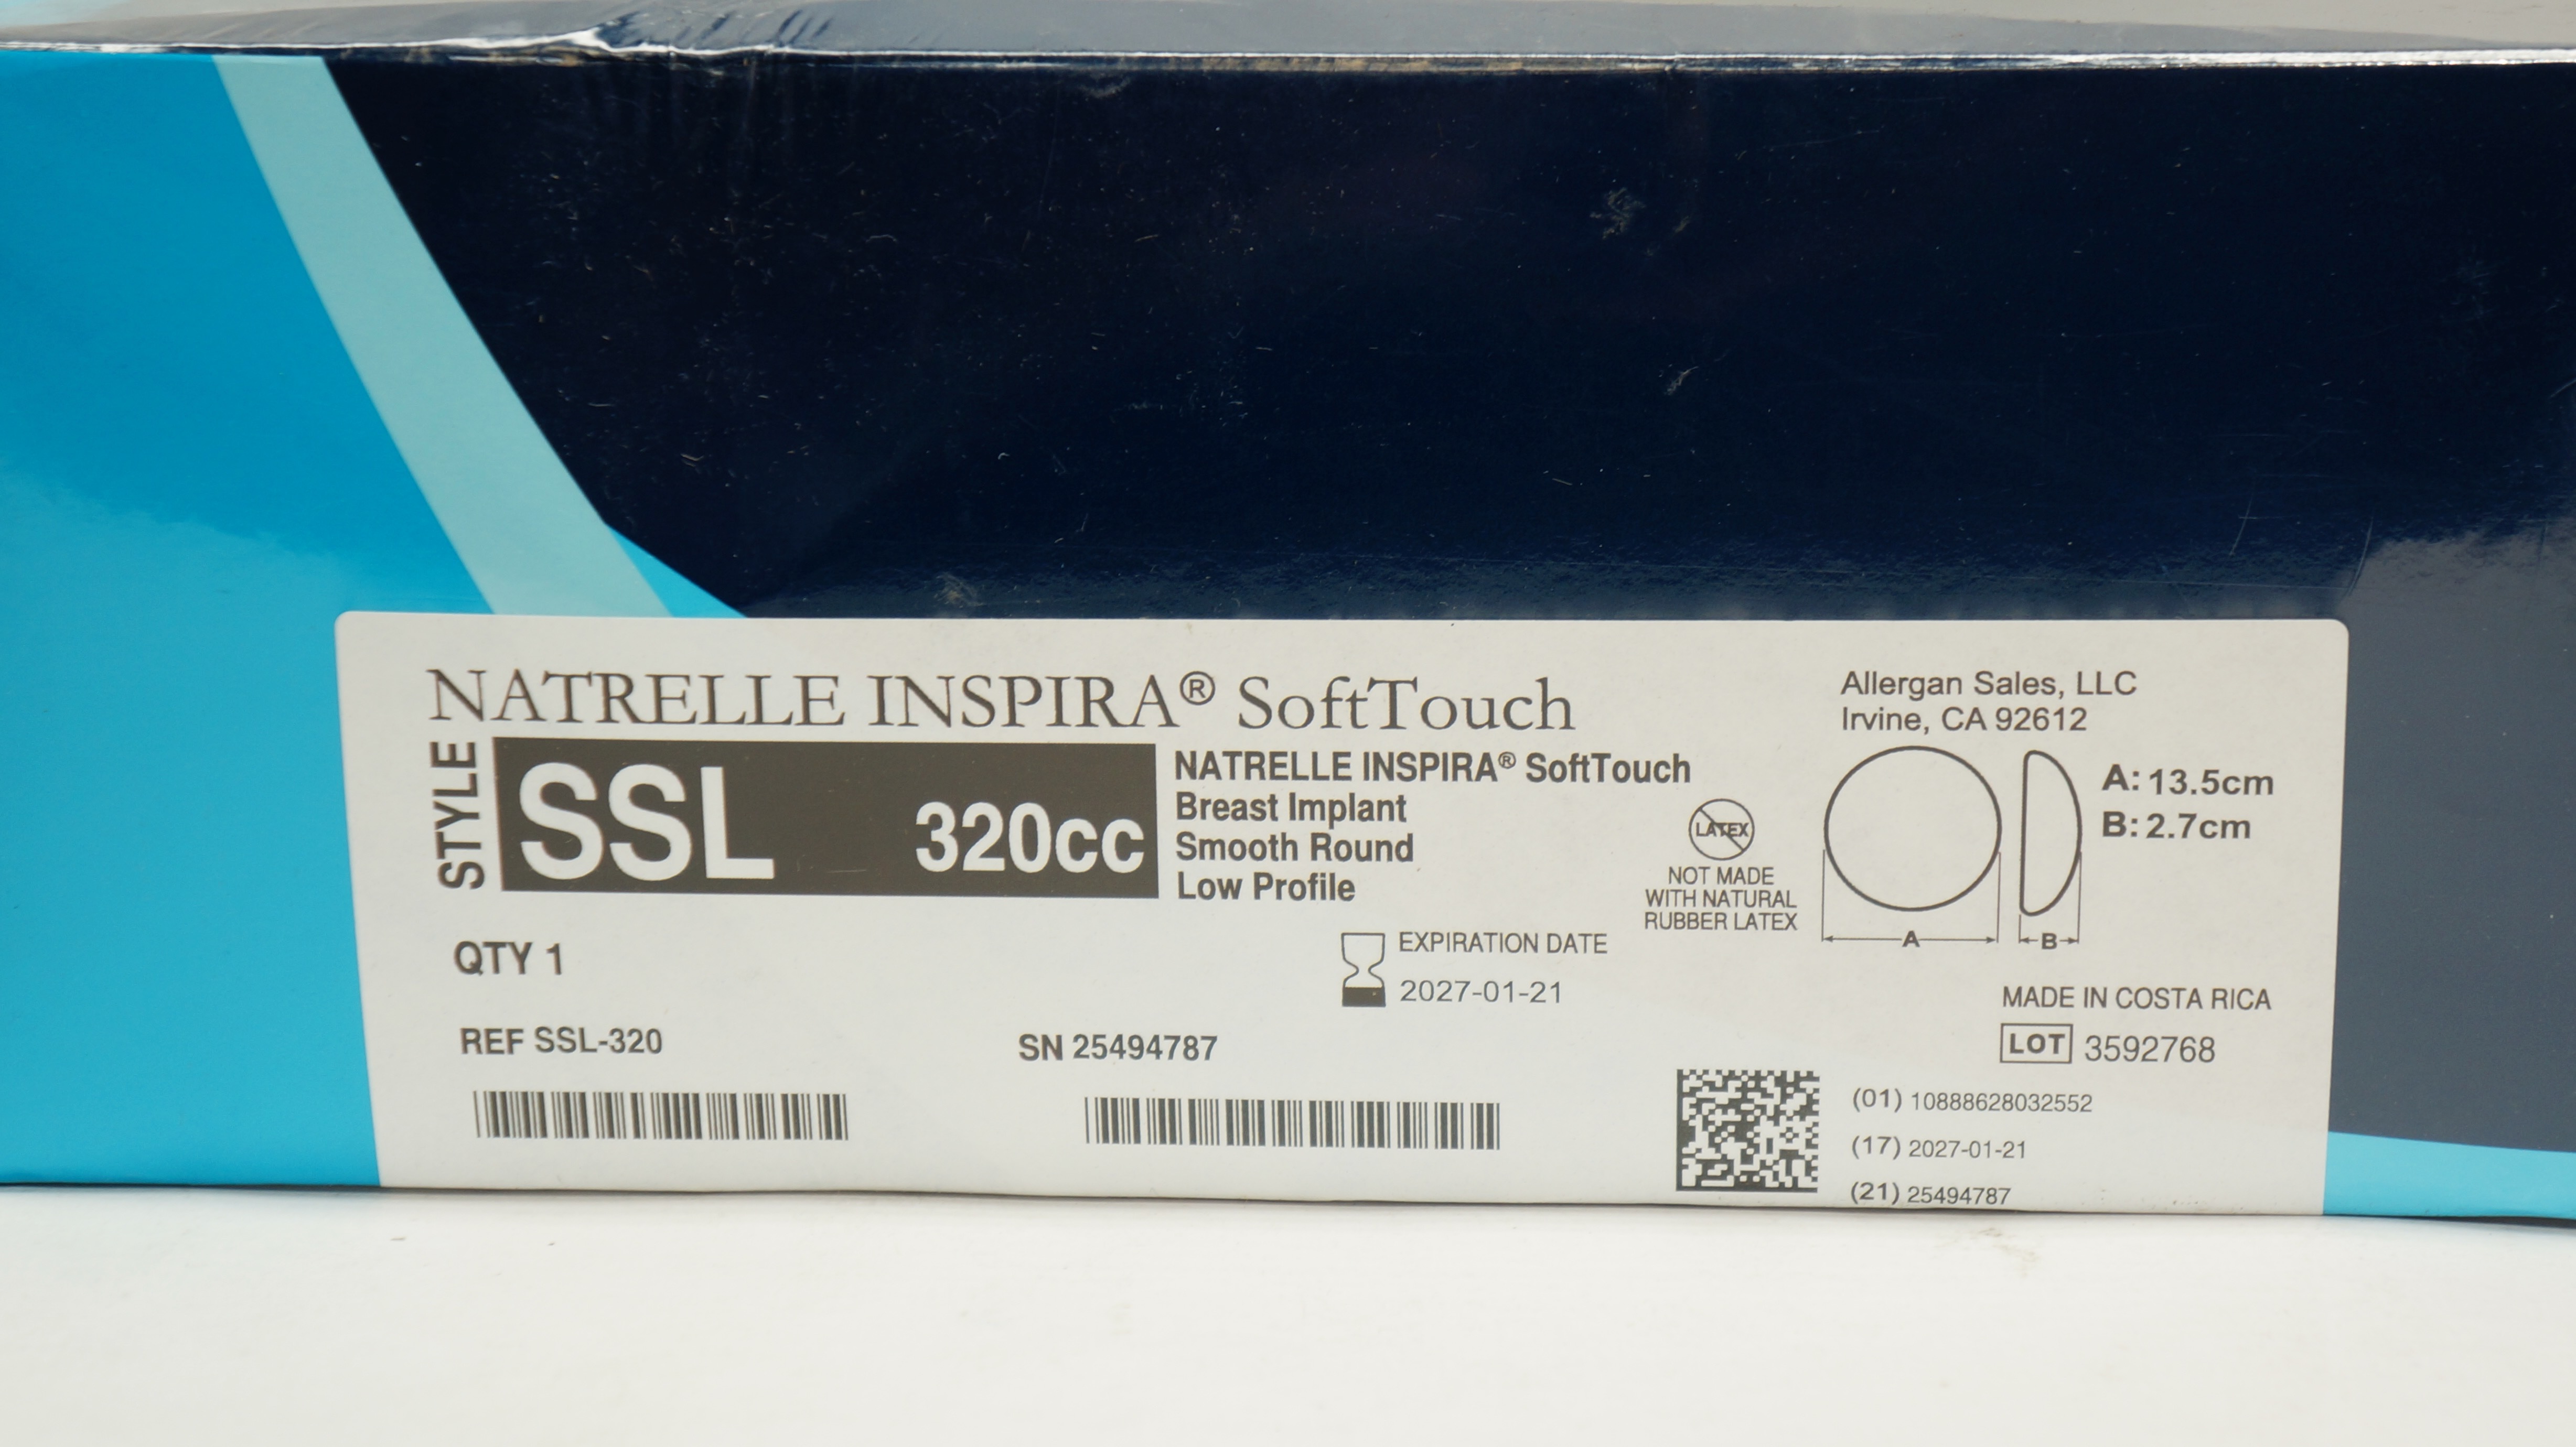 NATRELLE INSPIRA® SoftTouch
STYLE
SSL 320cc
NATRELLE INSPIRA® SoftTouch
Breast Implant
Smooth Round
Low Profile
LATEX
NOT MADE
WITH NATURAL
RUBBER LATEX
Allergan Sales, LLC
Irvine, CA 92612
A: 13.5cm
B: 2.7cm
A
B
QTY 1
EXPIRATION DATE
2027-01-21
MADE IN COSTA RICA
REF SSL-320
SN 25494787
LOT 3592768
(01) 10888628032552
(17) 2027-01-21
(21) 25494787